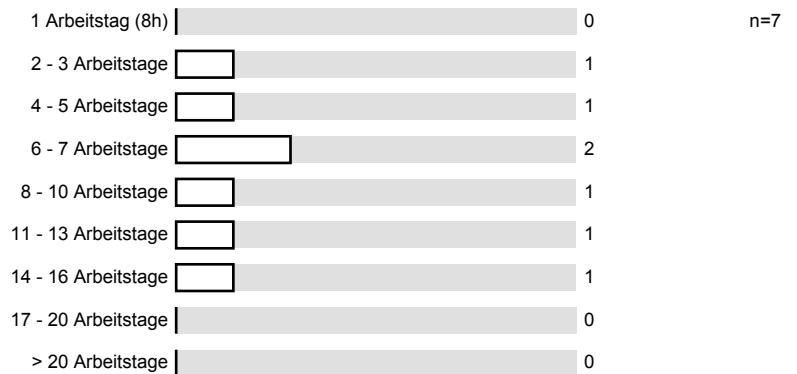 1 Arbeitstag (8h) 0 n=7
2 - 3 Arbeitstage 1
4 - 5 Arbeitstage 1
6 - 7 Arbeitstage 2
8 - 10 Arbeitstage 1
11 - 13 Arbeitstage 1
14 - 16 Arbeitstage 1
17 - 20 Arbeitstage 0
> 20 Arbeitstage 0